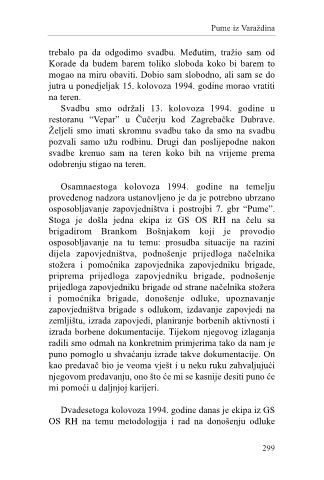 Pume iz Varaždina
trebalo pa da odgodimo svadbu. Međutim, tražio sam od
Korade da budem barem toliko sloboda koko bi barem to
mogao na miru obaviti. Dobio sam slobodno, ali sam se do
jutra u ponedjeljak 15. kolovoza 1994. godine morao vratiti
na teren.
Svadbu smo održali 13. kolovoza 1994. godine u
restoranu “Vepar” u Čučerju kod Zagrebačke Dubrave.
Željeli smo imati skromnu svadbu tako da smo na svadbu
pozvali samo užu rodbinu. Drugi dan poslijepodne nakon
svadbe krenuo sam na teren koko bih na vrijeme prema
odobrenju stigao na teren.
Osamnaestoga kolovoza 1994. godine na temelju
provedenog nadzora ustanovljeno je da je potrebno ubrzano
osposobljavanje zapovjedništva i postrojbi 7. gbr “Pume”.
Stoga je došla jedna ekipa iz GS OS RH na čelu sa
brigadirom Brankom Bošnjakom koji je provodio
osposobljavanje na tu temu: prosudba situacije na razini
dijela zapovjedništva, podnošenje prijedloga načelnika
stožera i pomoćnika zapovjednika zapovjedniku brigade,
priprema prijedloga zapovjedniku brigade, podnošenje
prijedloga zapovjedniku brigade od strane načelnika stožera
i pomoćnika brigade, donošenje odluke, upoznavanje
zapovjedništva brigade s odlukom, izdavanje zapovjedi na
zemljištu, izrada zapovjedi, planiranje borbenih aktivnosti i
izrada borbene dokumentacije. Tijekom njegovog izlaganja
radili smo odmah na konkretnim primjerima tako da nam je
puno pomoglo u shvaćanju izrade takve dokumentacije. On
kao predavač bio je veoma vješt i u neku ruku zahvaljujući
njegovom predavanju, ono što će mi se kasnije desiti puno će
mi pomoći u daljnjoj karijeri.
Dvadesetoga kolovoza 1994. godine danas je ekipa iz GS
OS RH na temu metodologija i rad na donošenju odluke
299